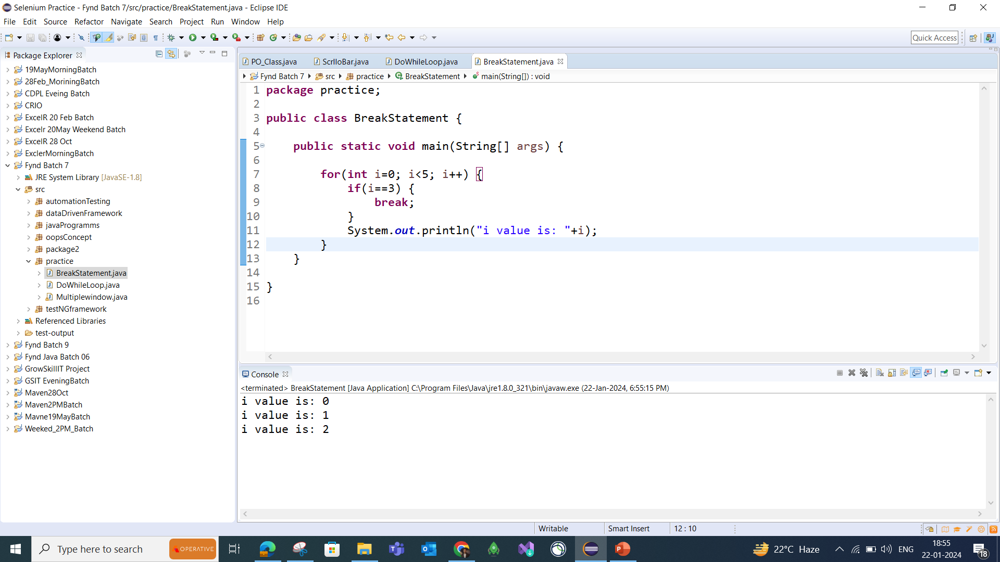 Selenium Practice - Fynd Batch 7/src/practice/BreakStatement.java - Eclipse IDE
File Edit Source Refactor Navigate Search Project Run Window Help
Quick Access
Package Explorer
19MayMorningBatch
28Feb_MoriningBatch
CDPL Eveing Batch
CRIO
ExcelR 20 Feb Batch
Excelr 20May Weekend Batch
ExcelR 28 Oct
ExclerMorningBatch
Fynd Batch 7
JRE System Library [JavaSE-1.8]
src
automationTesting
dataDrivenFramework
javaProgramms
oopsConcept
package2
practice
BreakStatement.java
DoWhileLoop.java
Multiplewindow.java
testNGframework
Referenced Libraries
test-output
Fynd Batch 9
Fynd Java Batch 06
GrowSkillIT Project
GSIT EveningBatch
Maven28Oct
Maven2PMBatch
Mavne19MayBatch
Weeked_2PM_Batch
PO_Class.java ScrlloBar.java DoWhileLoop.java BreakStatement.java
Fynd Batch 7 src practice BreakStatement main(String[]) : void
1 package practice;
2
3 public class BreakStatement {
4
5 public static void main(String[] args) {
6
7 for(int i=0; i<5; i++) {
8 if(i==3) {
9 break;
10 }
11 System.out.println("i value is: "+i);
12 }
13 }
14
15 }
16
Console
<terminated> BreakStatement [Java Application] C:\Program Files\Java\jre1.8.0_321\bin\javaw.exe (22-Jan-2024, 6:55:15 PM)
i value is: 0
i value is: 1
i value is: 2
Writable Smart Insert 12 : 10
Type here to search
OPERATIVE
22°C Haze
ENG
18:55
22-01-2024
18